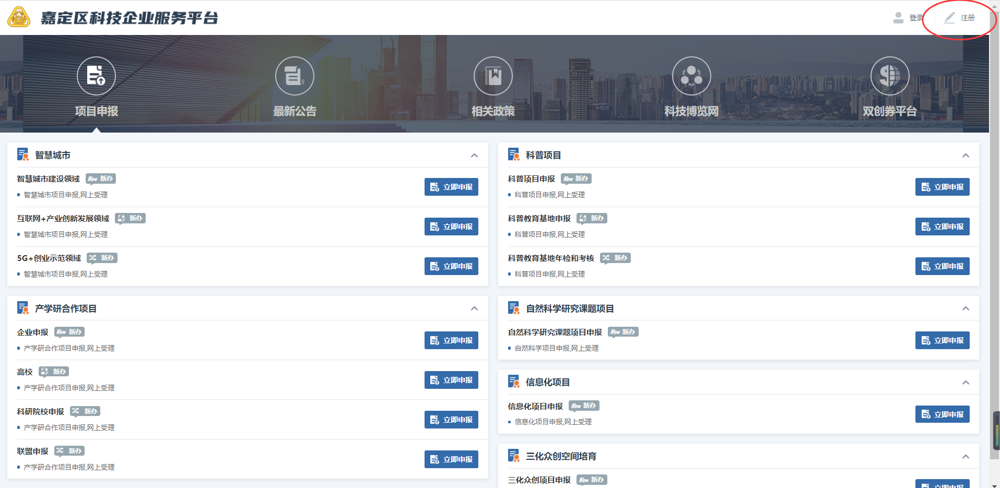 嘉定区科技企业服务平台
登录
注册
项目申报
最新公告
相关政策
科技博览网
双创券平台
智慧城市
智慧城市建设领域 New 新办
智慧城市项目申报,网上受理
立即申报
互联网+产业创新发展领域 新办
智慧城市项目申报,网上受理
立即申报
5G+创业示范领域 新办
智慧城市项目申报,网上受理
立即申报
产学研合作项目
企业申报 New 新办
产学研合作项目申报,网上受理
立即申报
高校 新办
产学研合作项目申报,网上受理
立即申报
科研院校申报 新办
产学研合作项目申报,网上受理
立即申报
联盟申报 新办
产学研合作项目申报,网上受理
立即申报
科普项目
科普项目申报 New 新办
科普项目申报,网上受理
立即申报
科普教育基地申报 新办
科普项目申报,网上受理
立即申报
科普教育基地年检和考核 新办
科普项目申报,网上受理
立即申报
自然科学研究课题项目
自然科学研究课题项目申报 New 新办
自然科学项目申报,网上受理
立即申报
信息化项目
信息化项目申报 New 新办
信息化项目申报,网上受理
立即申报
三化众创空间培育
三化众创项目申报 New 新办
立即申报